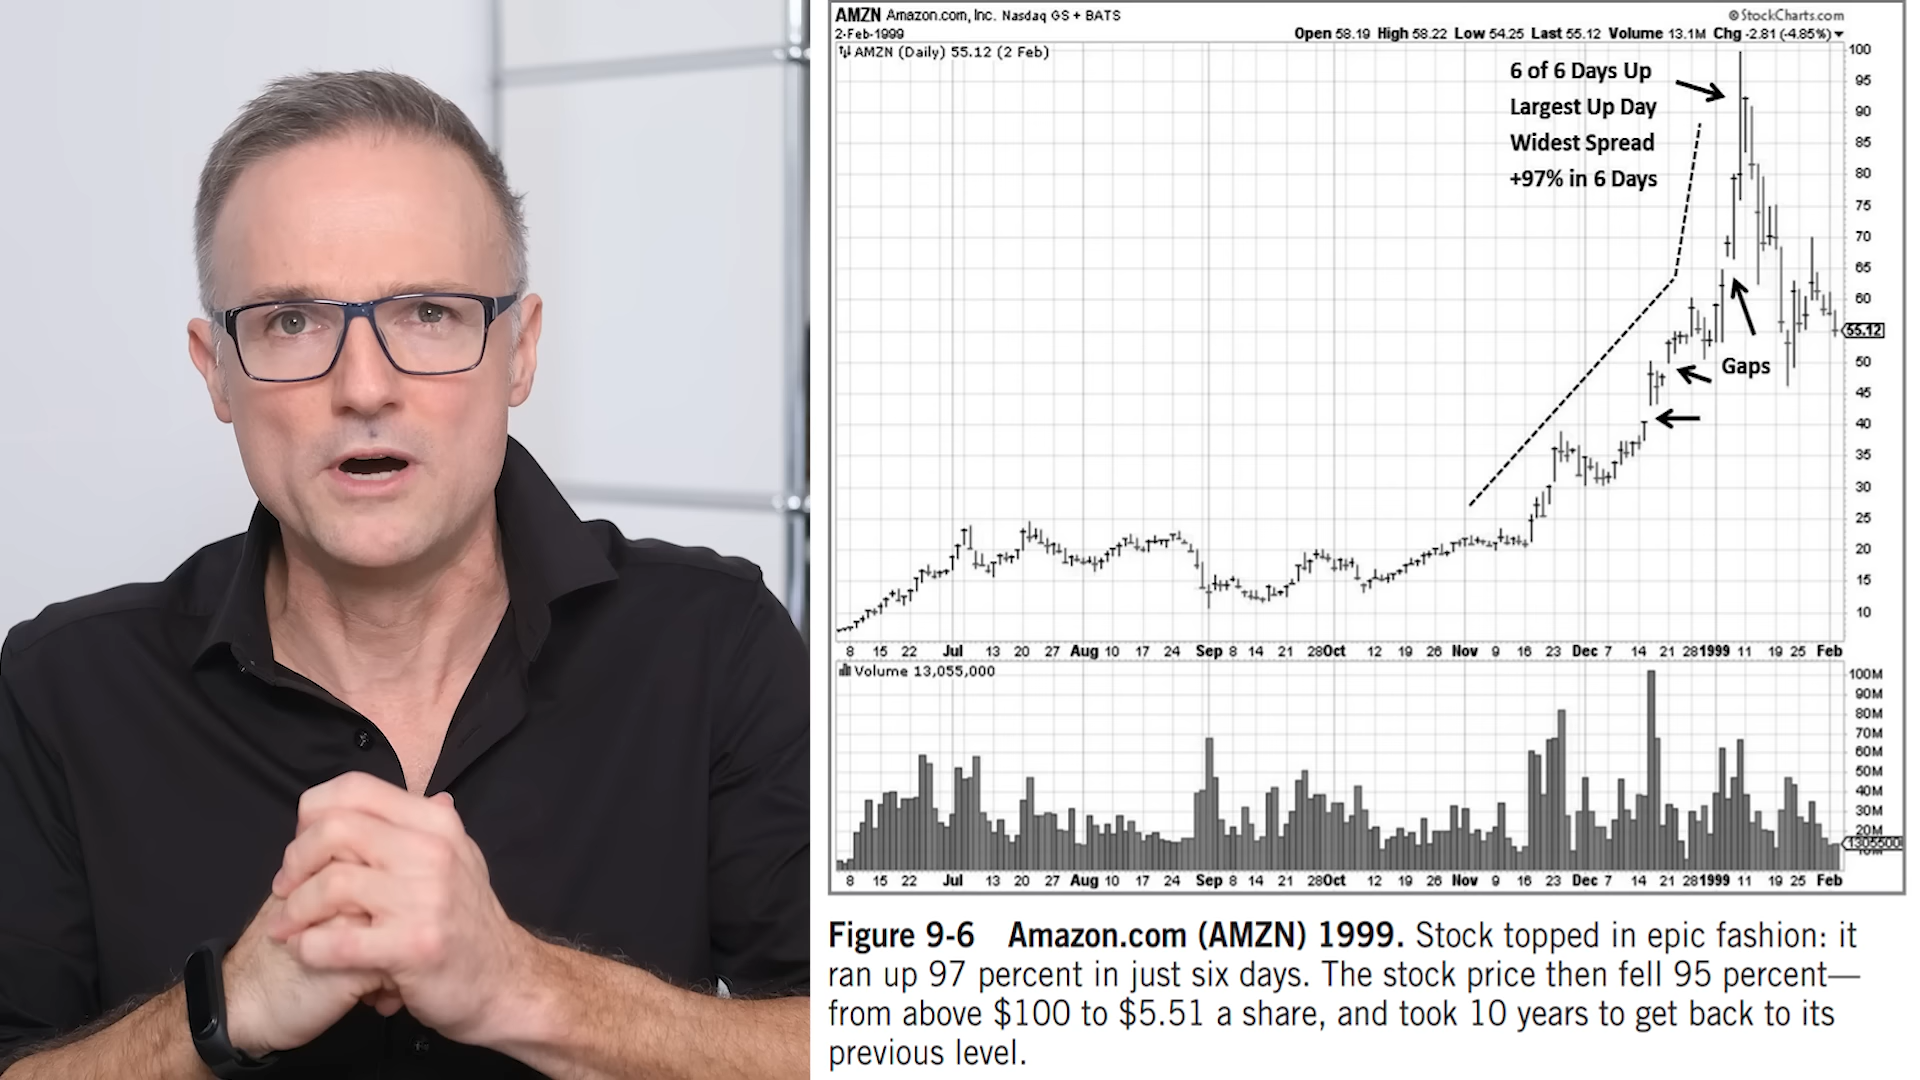 AMZN Amazon.com, Inc. Nasdaq GS + BATS
© StockCharts.com
2-Feb-1999
Open 58.19 High 58.22 Low 54.25 Last 55.12 Volume 13.1M Chg -2.81 (-4.85%)
AMZN (Daily) 55.12 (2 Feb)
6 of 6 Days Up
Largest Up Day
Widest Spread
+97% in 6 Days
Gaps
100
95
90
85
80
75
70
65
60
55.12
50
45
40
35
30
25
20
15
10
8 15 22 Jul 13 20 27 Aug 10 17 24 Sep 8 14 21 28 Oct 12 19 26 Nov 9 16 23 Dec 7 14 21 28 1999 11 19 25 Feb
Volume 13,055,000
100M
90M
80M
70M
60M
50M
40M
30M
20M
13055000
8 15 22 Jul 13 20 27 Aug 10 17 24 Sep 8 14 21 28 Oct 12 19 26 Nov 9 16 23 Dec 7 14 21 28 1999 11 19 25 Feb
Figure 9-6 Amazon.com (AMZN) 1999. Stock topped in epic fashion: it
ran up 97 percent in just six days. The stock price then fell 95 percent—
from above $100 to $5.51 a share, and took 10 years to get back to its
previous level.